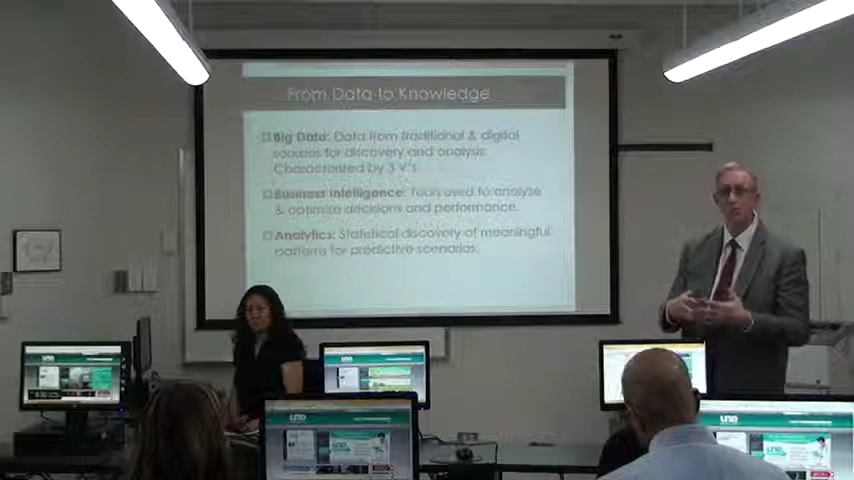 From Data to Knowledge
Big Data: Data from traditional & digital
sources for discovery and analysis.
Characterized by 3 V's
Business Intelligence: Tools used to analyze
& optimize decisions and performance.
Analytics: Statistical discovery of meaningful
patterns for predictive scenarios.